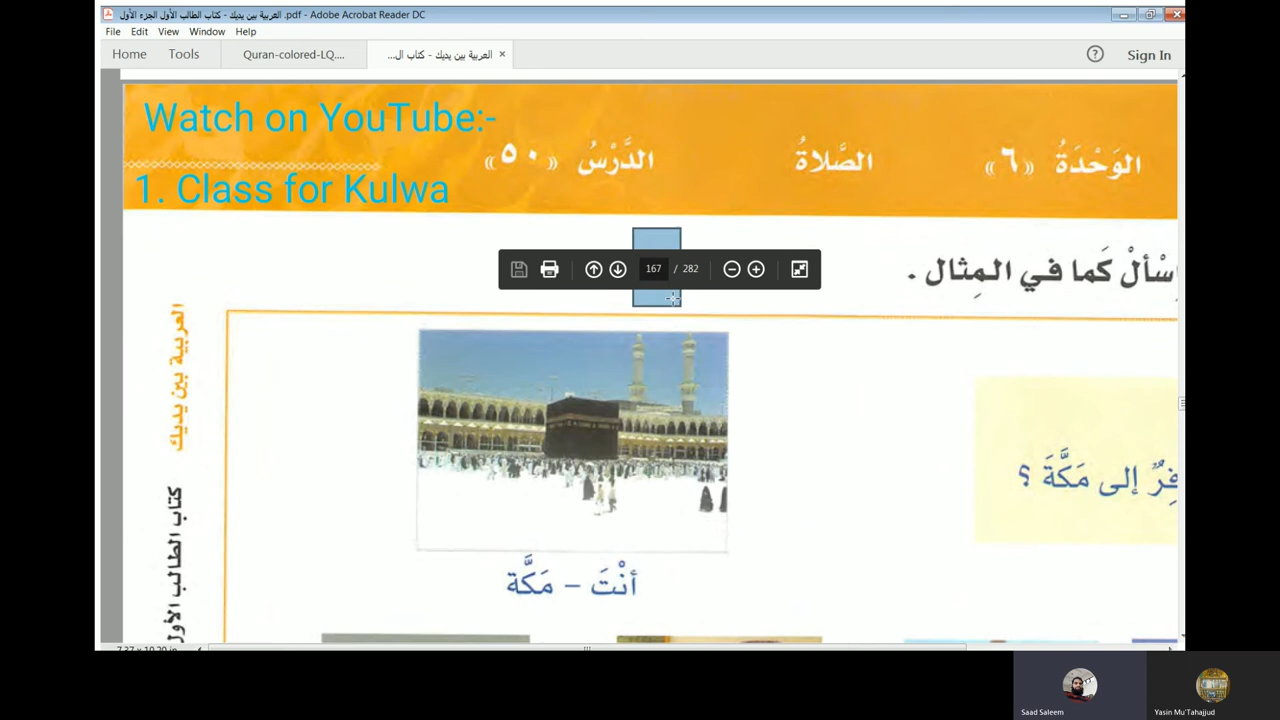 العربية بين يديك - كتاب الطالب الأول الجزء الأول.pdf - Adobe Acrobat Reader DC
File Edit View Window Help
Home Tools Quran-colored-LQ.... العربية بين يديك - كتاب ال... × ? Sign In
Watch on YouTube:-
1. Class for Kulwa
الوَحْدَةُ «٦» الصَّلاةُ الدَّرْسُ «٥٠»
167 / 282
كَما في المِثال .
إلى مَكَّةَ ؟
أنْتَ – مَكَّة
العربية بين يديك
كتاب الطالب الأول
Saad Saleem
Yasin Mu'Tahajjud